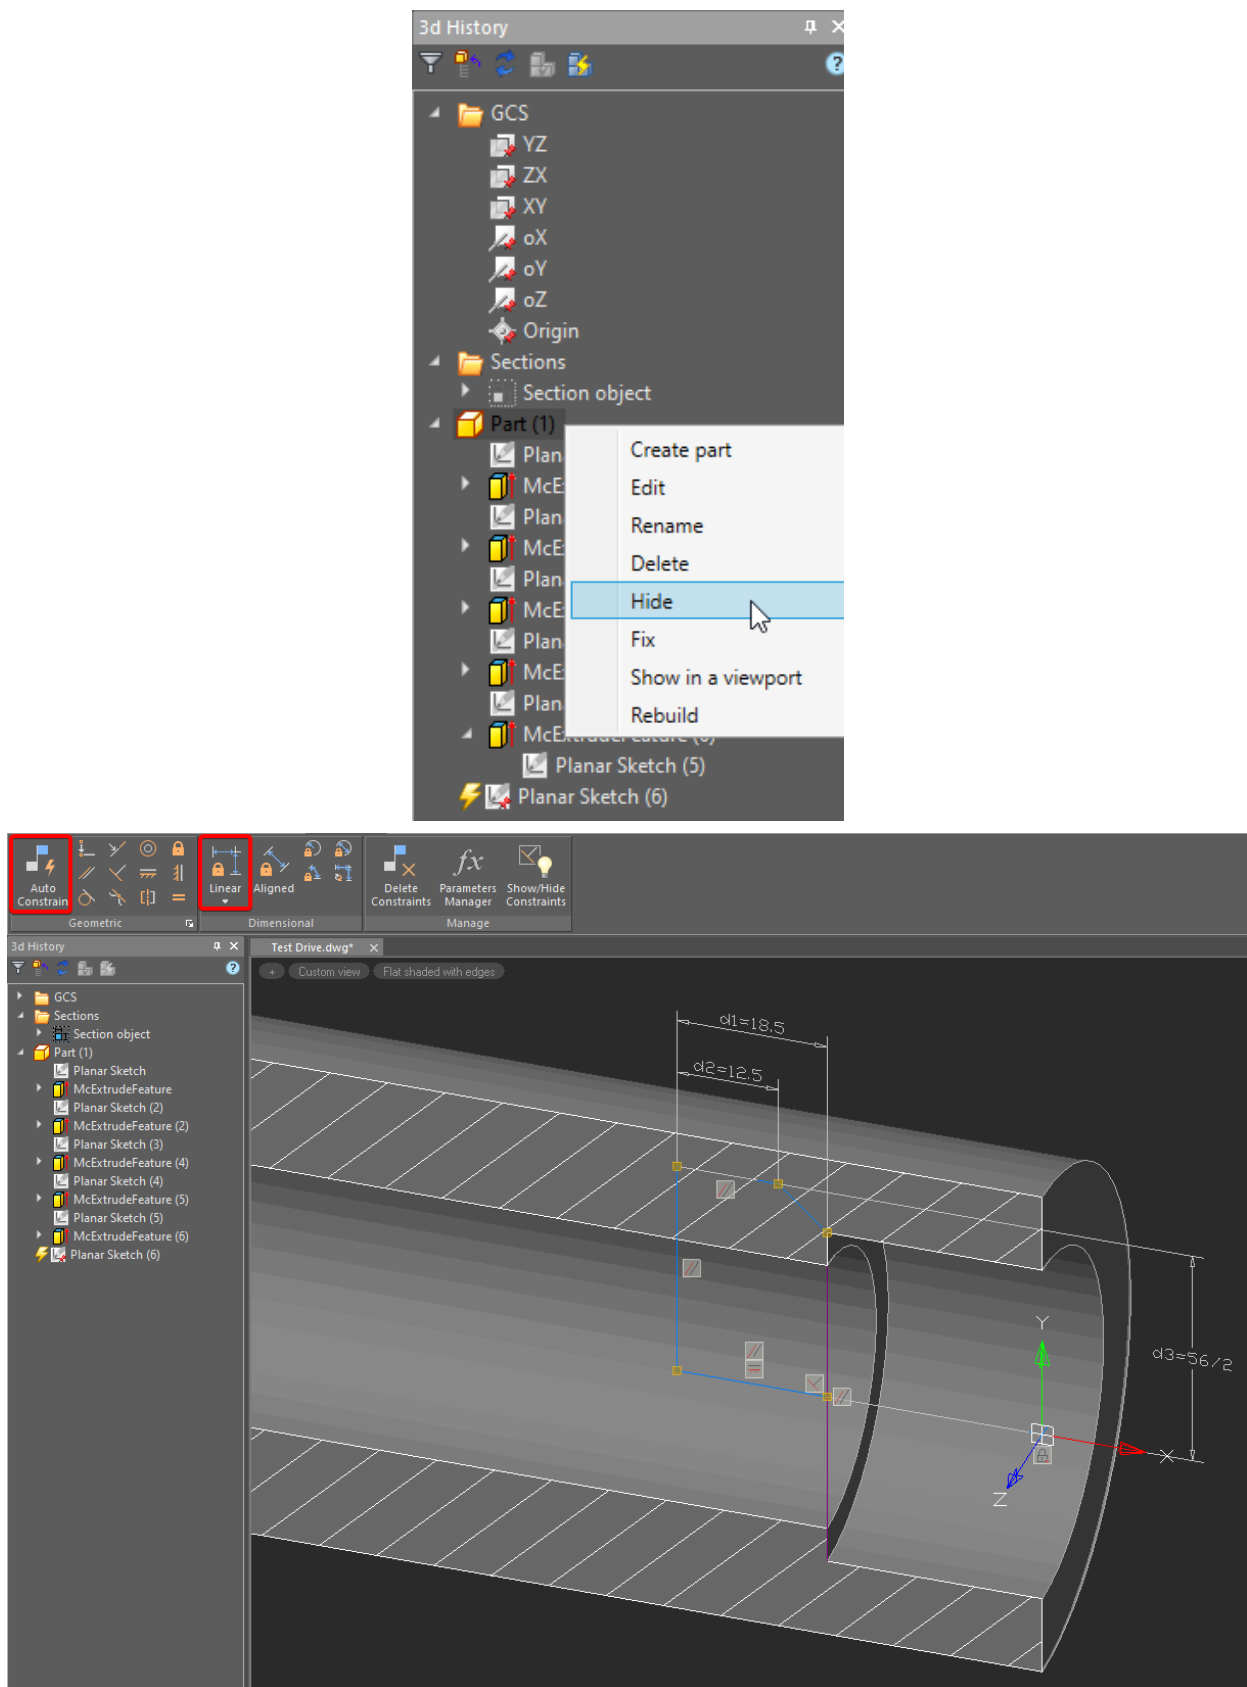 3d History
GCS
YZ
ZX
XY
oX
oY
oZ
Origin
Sections
Section object
Part (1)
Create part
Plan
Edit
McEx
Plan
Rename
McE
Delete
Plan
Hide
McE
Plan
Fix
McE
Show in a viewport
Plan
Rebuild
McExtrudeFeature (6)
Planar Sketch (5)
Planar Sketch (6)
Auto Constrain
Linear
Aligned
fx
Delete Constraints
Parameters Manager
Show/Hide Constraints
Geometric
Dimensional
Manage
3d History
Test Drive.dwg*
+
Custom view
Flat shaded with edges
GCS
Sections
Section object
Part (1)
Planar Sketch
McExtrudeFeature
Planar Sketch (2)
McExtrudeFeature (2)
Planar Sketch (3)
McExtrudeFeature (4)
Planar Sketch (4)
McExtrudeFeature (5)
Planar Sketch (5)
McExtrudeFeature (6)
Planar Sketch (6)
d1=18.5
d2=12.5
d3=56/2
Y
X
Z